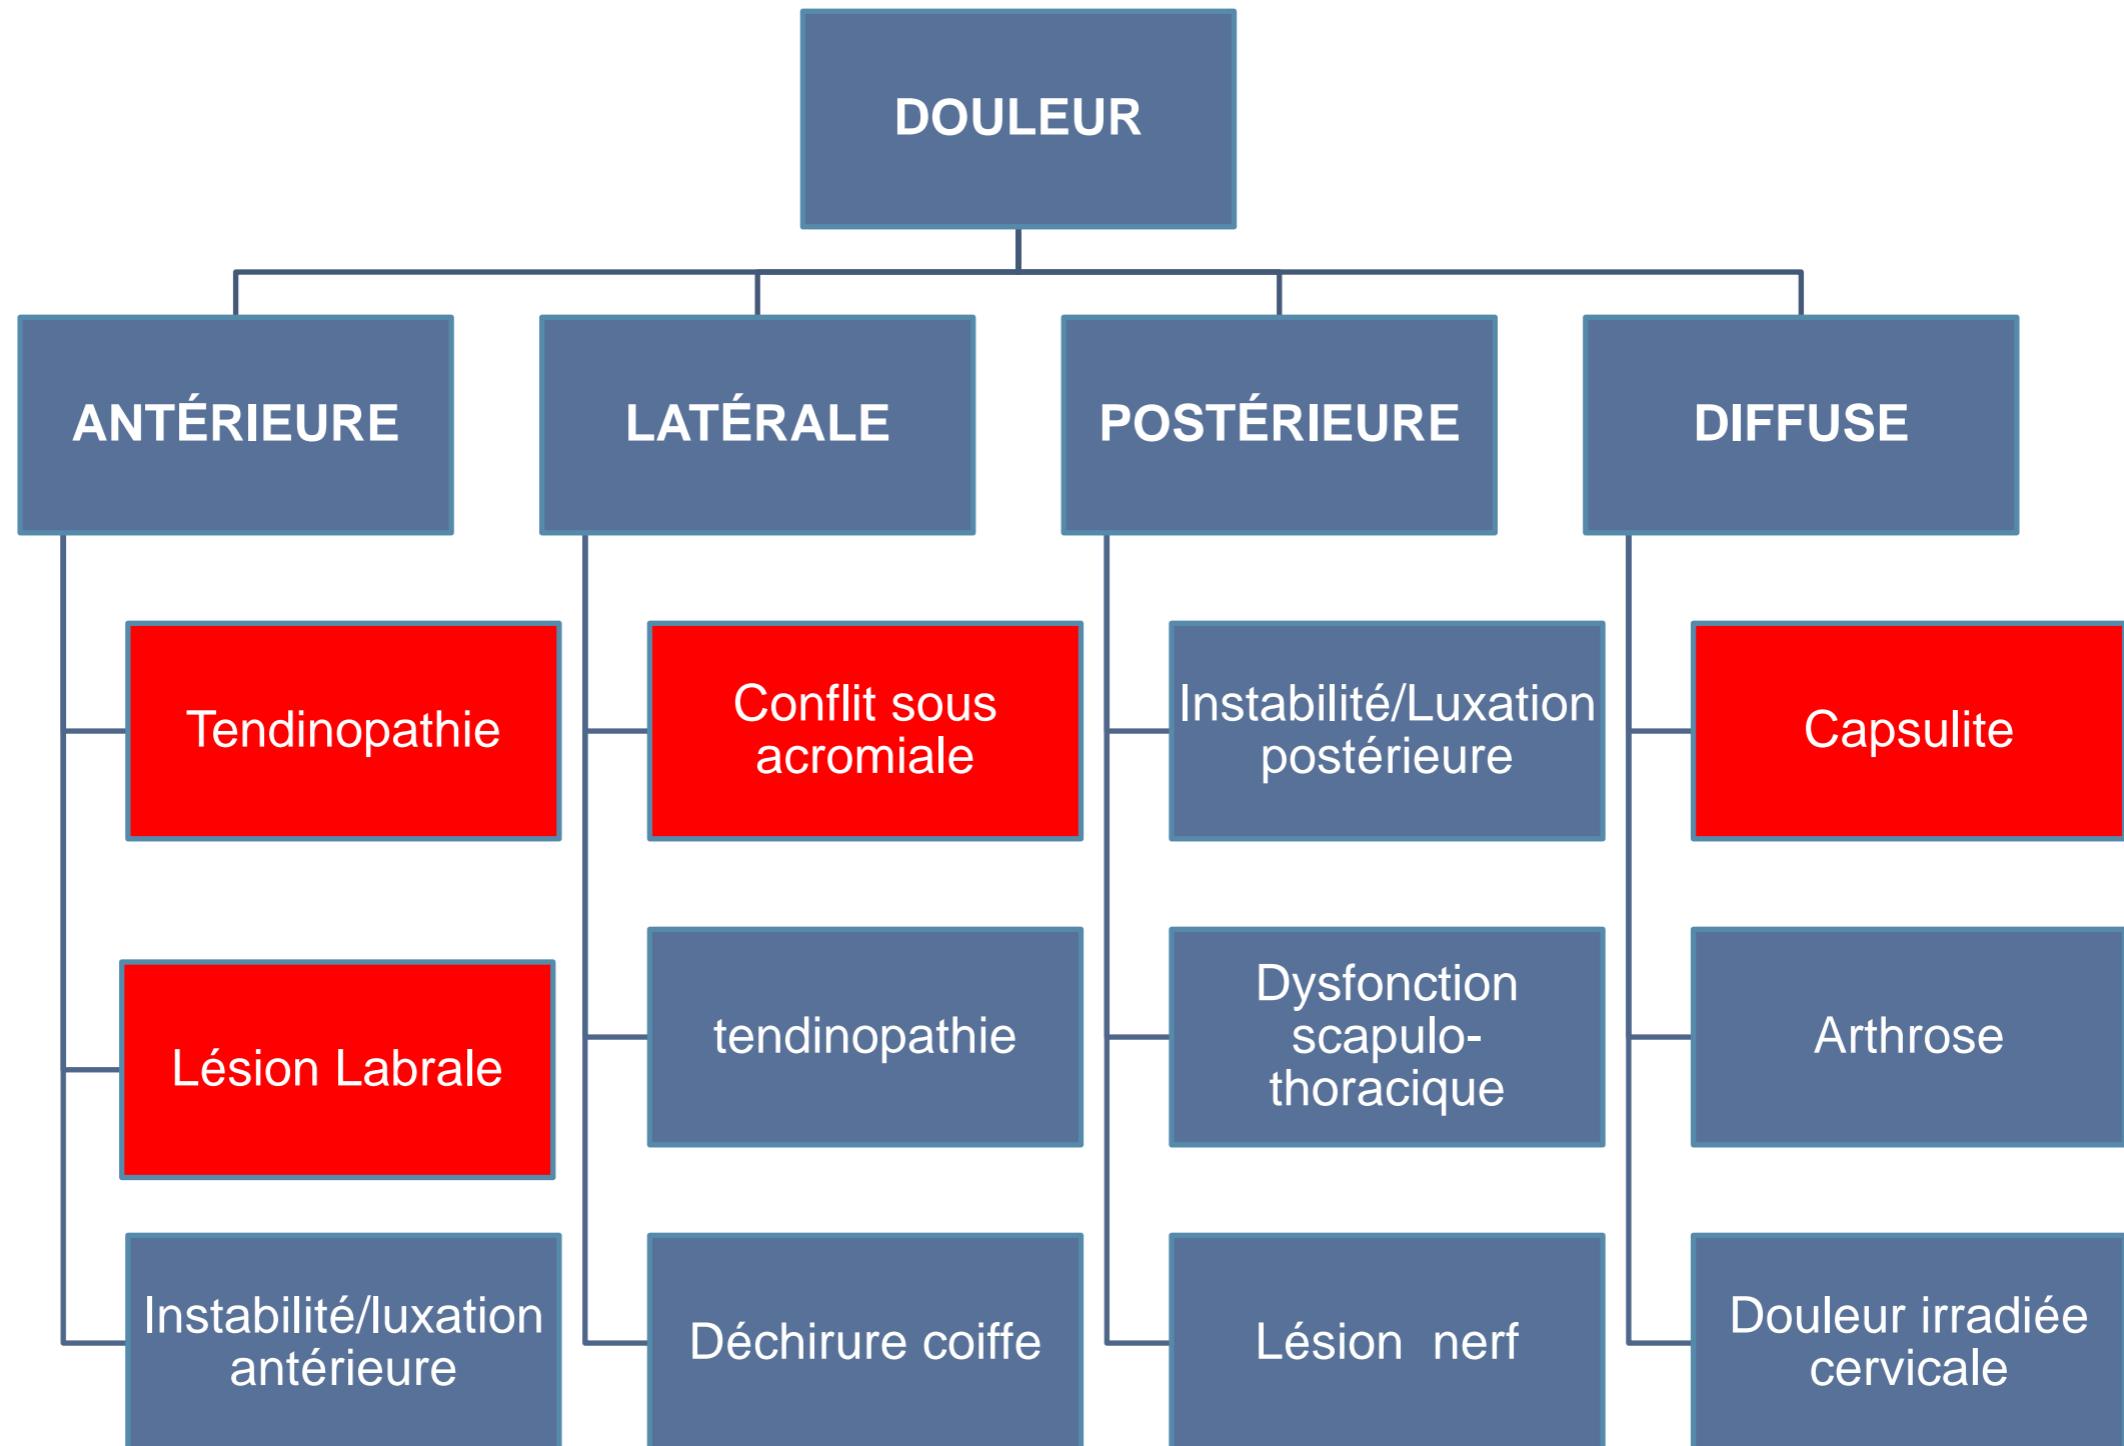 DOULEUR
ANTÉRIEURE
LATÉRALE
POSTÉRIEURE
DIFFUSE
Tendinopathie
Lésion Labrale
Instabilité/luxation
antérieure
Conflit sous
acromiale
tendinopathie
Déchirure coiffe
Instabilité/Luxation
postérieure
Dysfonction
scapulo-
thoracique
Lésion  nerf
Capsulite
Arthrose
Douleur irradiée
cervicale